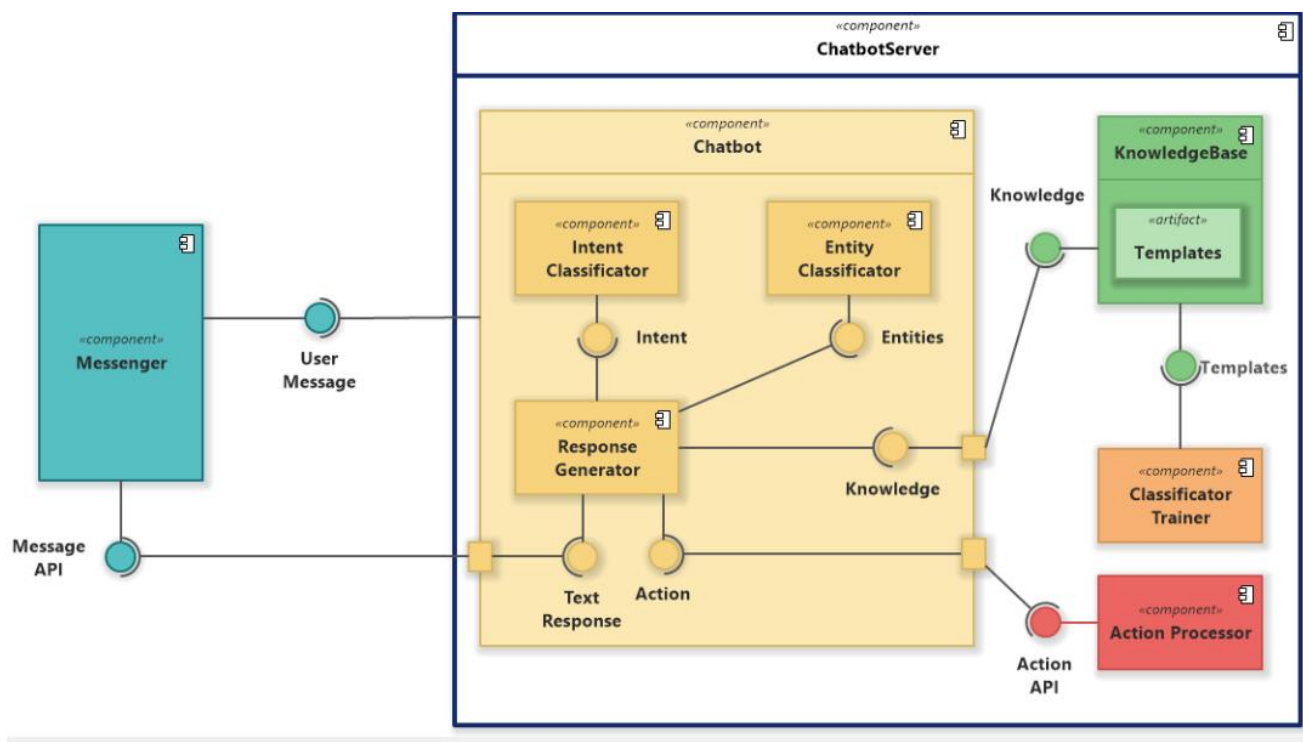 «component»
ChatbotServer
«component»
Chatbot
«component»
KnowledgeBase
«artifact»
Templates
Knowledge
«component»
Intent
Classificator
«component»
Entity
Classificator
«component»
Messenger
User
Message
Intent
Entities
Templates
«component»
Response
Generator
Knowledge
«component»
Classificator
Trainer
Message
API
Text
Response
Action
«component»
Action Processor
Action
API